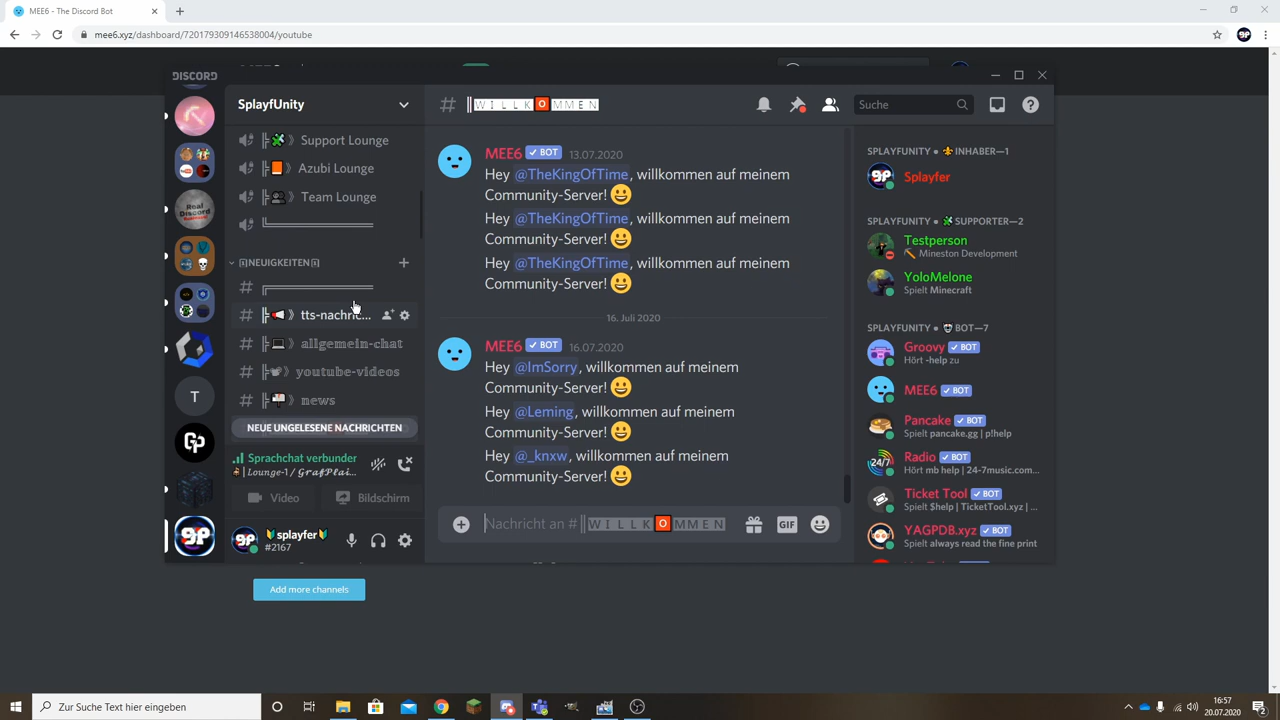 MEE6 - The Discord Bot
mee6.xyz/dashboard/720179309146538004/youtube
DISCORD
SplayfUnity
WILLKOMMEN
Suche
Support Lounge
Azubi Lounge
Team Lounge
NEUIGKEITEN
tts-nachric...
allgemein-chat
youtube-videos
news
NEUE UNGELESENE NACHRICHTEN
Sprachchat verbunden
Lounge-1 / GrafPlai...
Video
Bildschirm
splayfer
#2167
T
GP
MEE6 BOT 13.07.2020
Hey @TheKingOfTime, willkommen auf meinem
Community-Server!
Hey @TheKingOfTime, willkommen auf meinem
Community-Server!
Hey @TheKingOfTime, willkommen auf meinem
Community-Server!
16. Juli 2020
MEE6 BOT 16.07.2020
Hey @ImSorry, willkommen auf meinem
Community-Server!
Hey @Leming, willkommen auf meinem
Community-Server!
Hey @_knxw, willkommen auf meinem
Community-Server!
Nachricht an # WILLKOMMEN
GIF
SPLAYFUNITY • INHABER—1
Splayfer
SPLAYFUNITY • SUPPORTER—2
Testperson
Mineston Development
YoloMelone
Spielt Minecraft
SPLAYFUNITY • BOT—7
Groovy BOT
Hört -help zu
MEE6 BOT
Pancake BOT
Spielt pancake.gg | p!help
Radio BOT
Hört mb help | 24-7music.com...
Ticket Tool BOT
Spielt $help | TicketTool.xyz | ...
YAGPDB.xyz BOT
Spielt always read the fine print
Add more channels
Zur Suche Text hier eingeben
16:57
20.07.2020
2